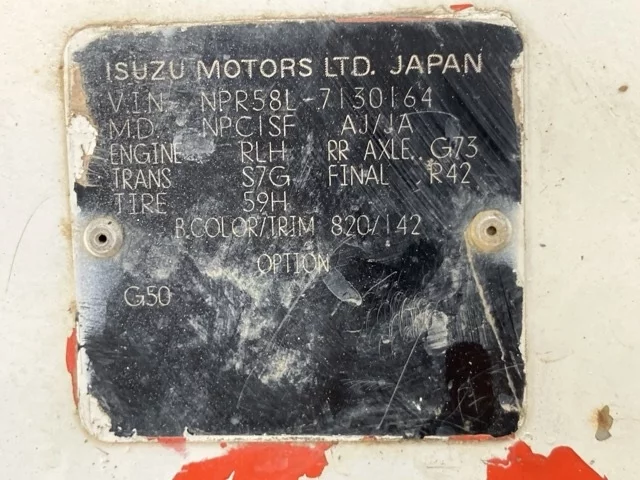 ISUZU MOTORS LTD. JAPAN
V.I.N. NPR58L-7130164
M.D. NPC1SF AJ/JA
ENGINE RLH RR AXLE. G73
TRANS S7G FINAL R42
TIRE 59H
B.COLOR/TRIM 820/142
OPTION
G50